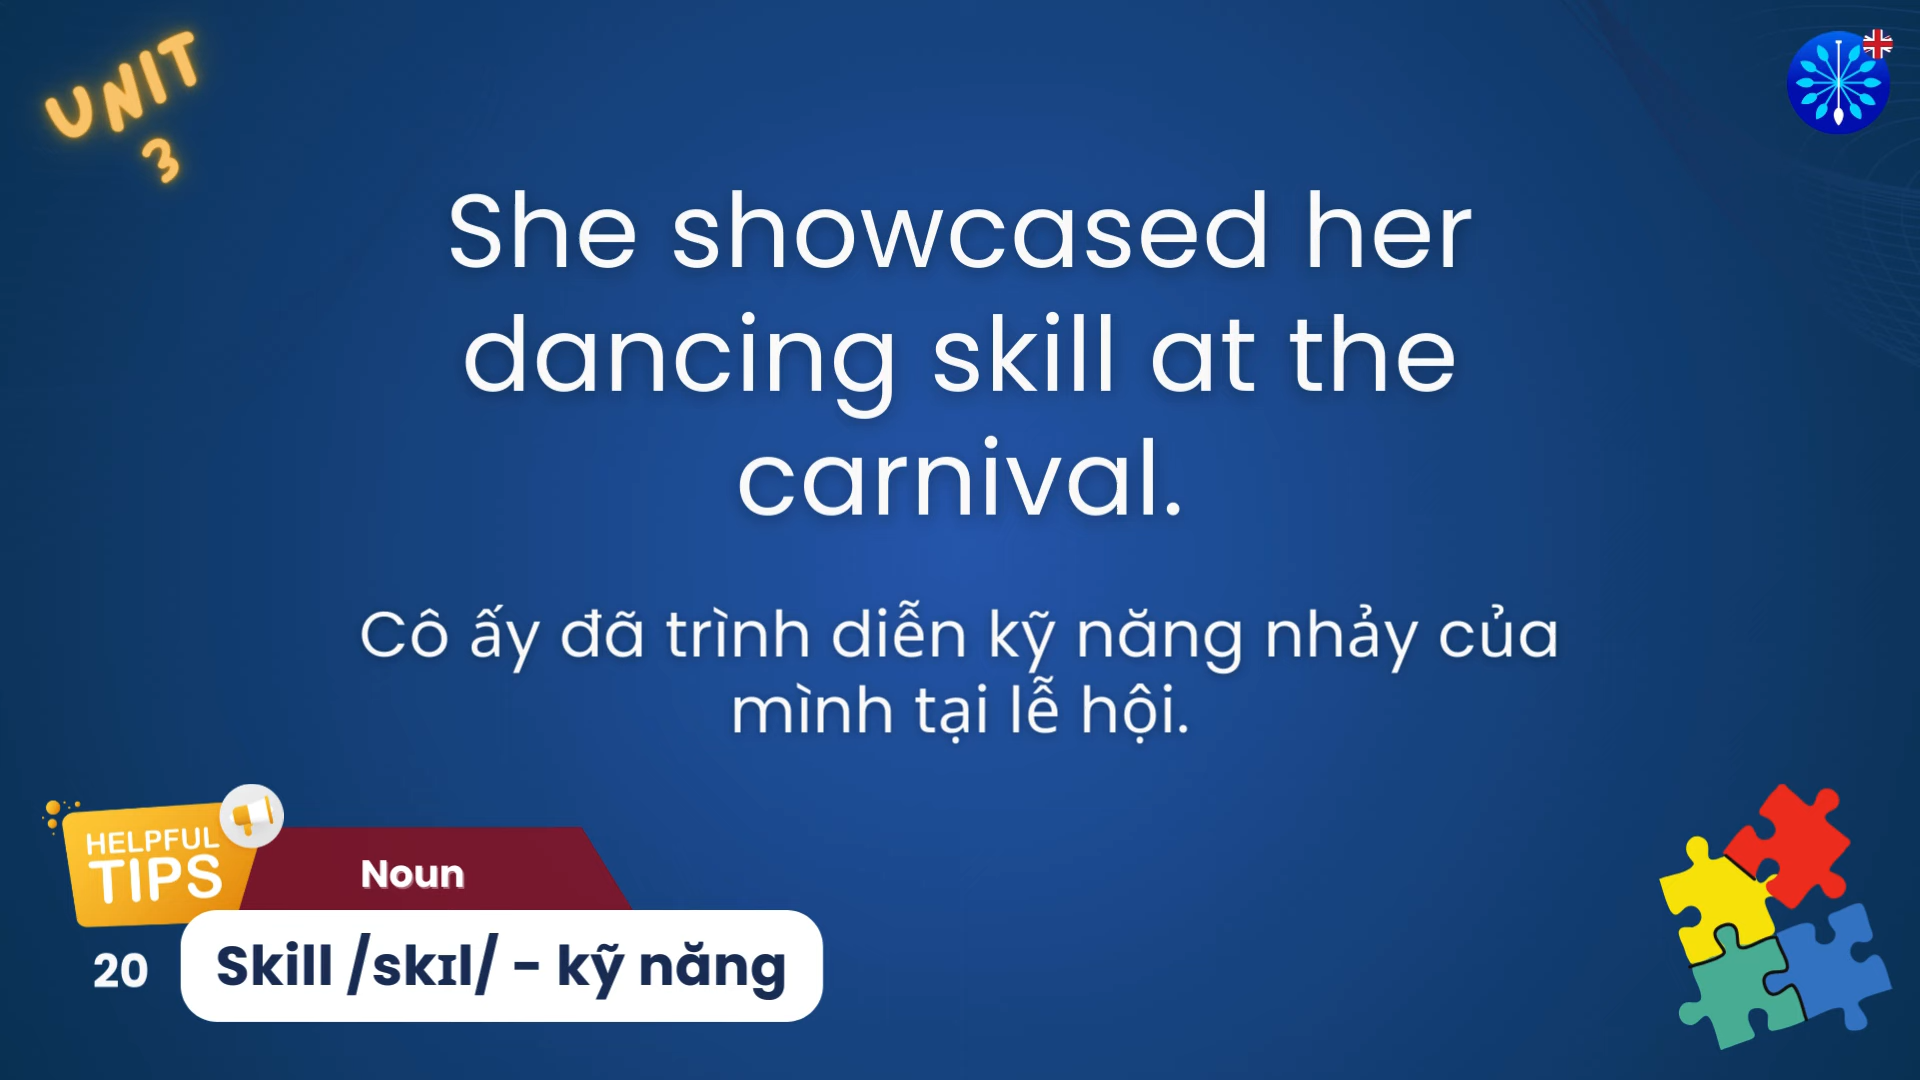 UNIT
3
She showcased her
dancing skill at the
carnival.
Cô ấy đã trình diễn kỹ năng nhảy của
mình tại lễ hội.
HELPFUL
TIPS
Noun
20
Skill /skɪl/ - kỹ năng